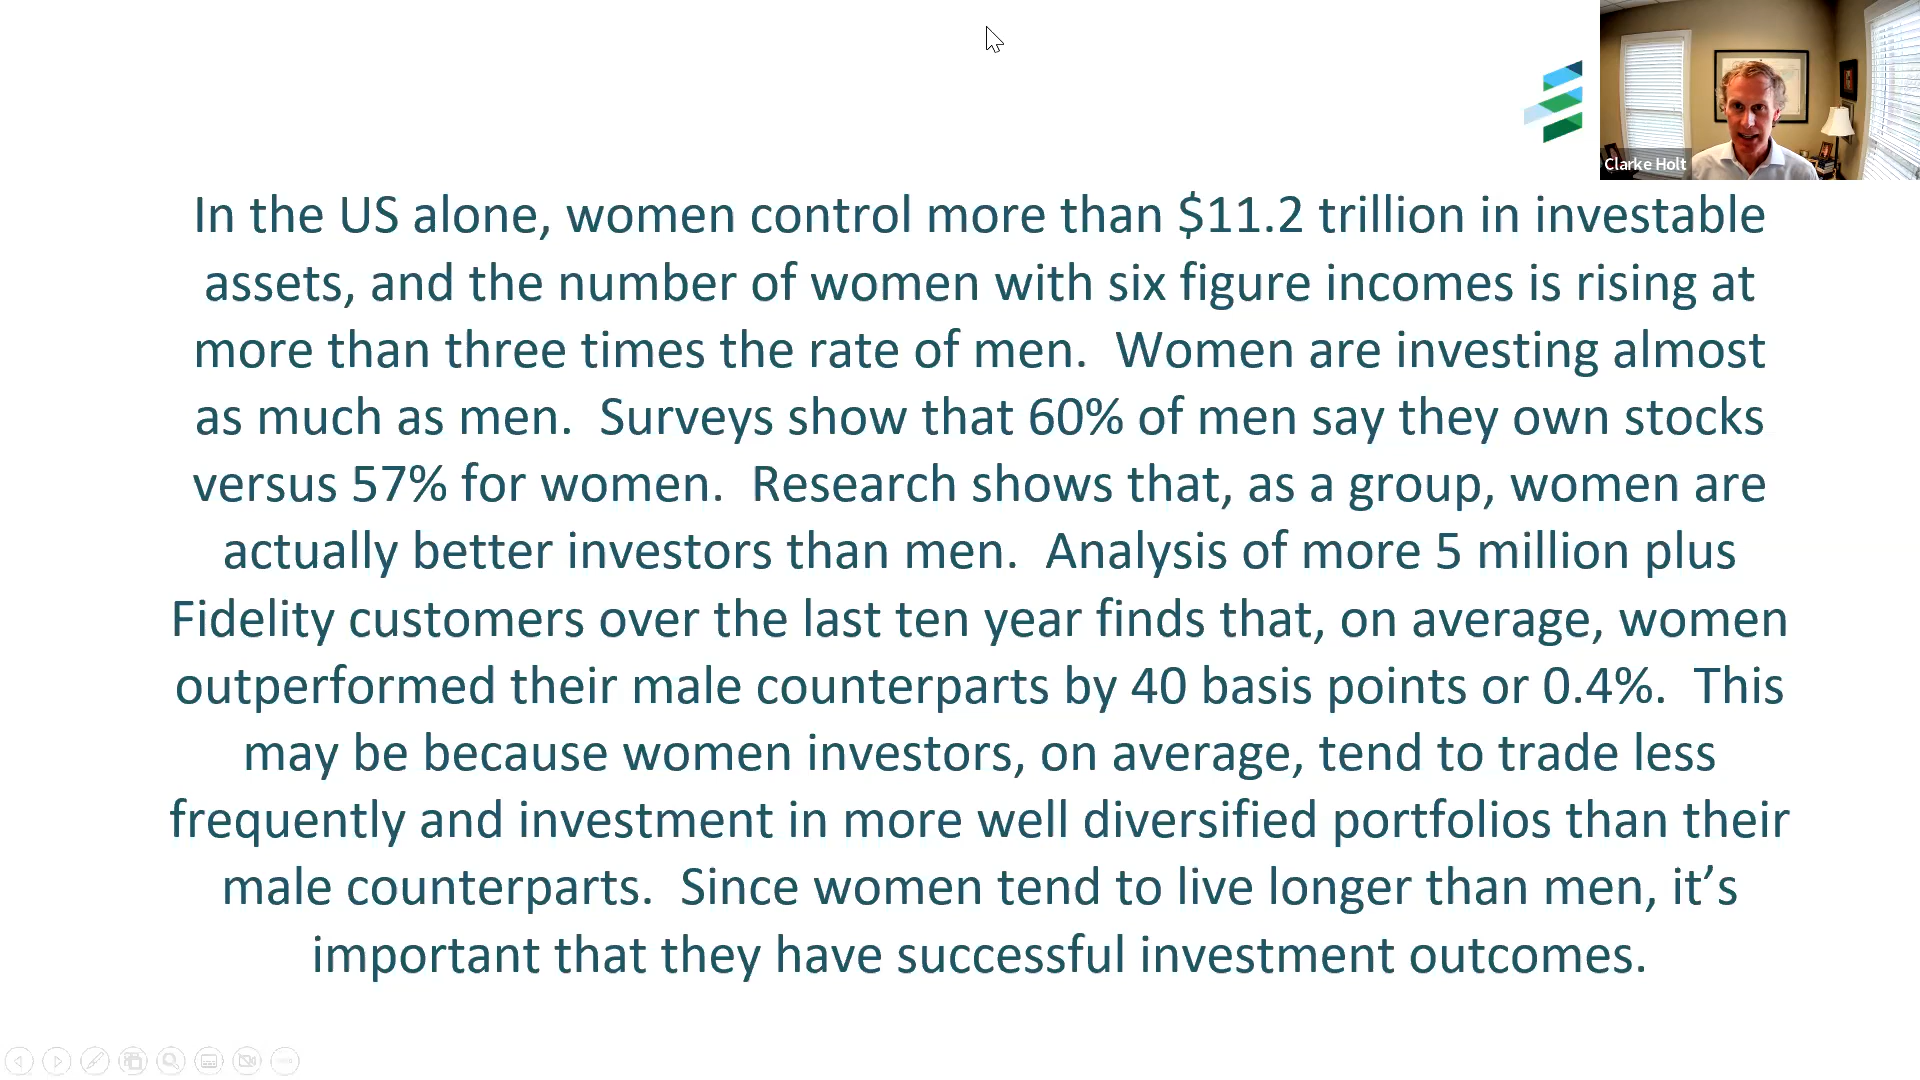 Clarke Holt
In the US alone, women control more than $11.2 trillion in investable
assets, and the number of women with six figure incomes is rising at
more than three times the rate of men.  Women are investing almost
as much as men.  Surveys show that 60% of men say they own stocks
versus 57% for women.  Research shows that, as a group, women are
actually better investors than men.  Analysis of more 5 million plus
Fidelity customers over the last ten year finds that, on average, women
outperformed their male counterparts by 40 basis points or 0.4%.  This
may be because women investors, on average, tend to trade less
frequently and investment in more well diversified portfolios than their
male counterparts.  Since women tend to live longer than men, it’s
important that they have successful investment outcomes.